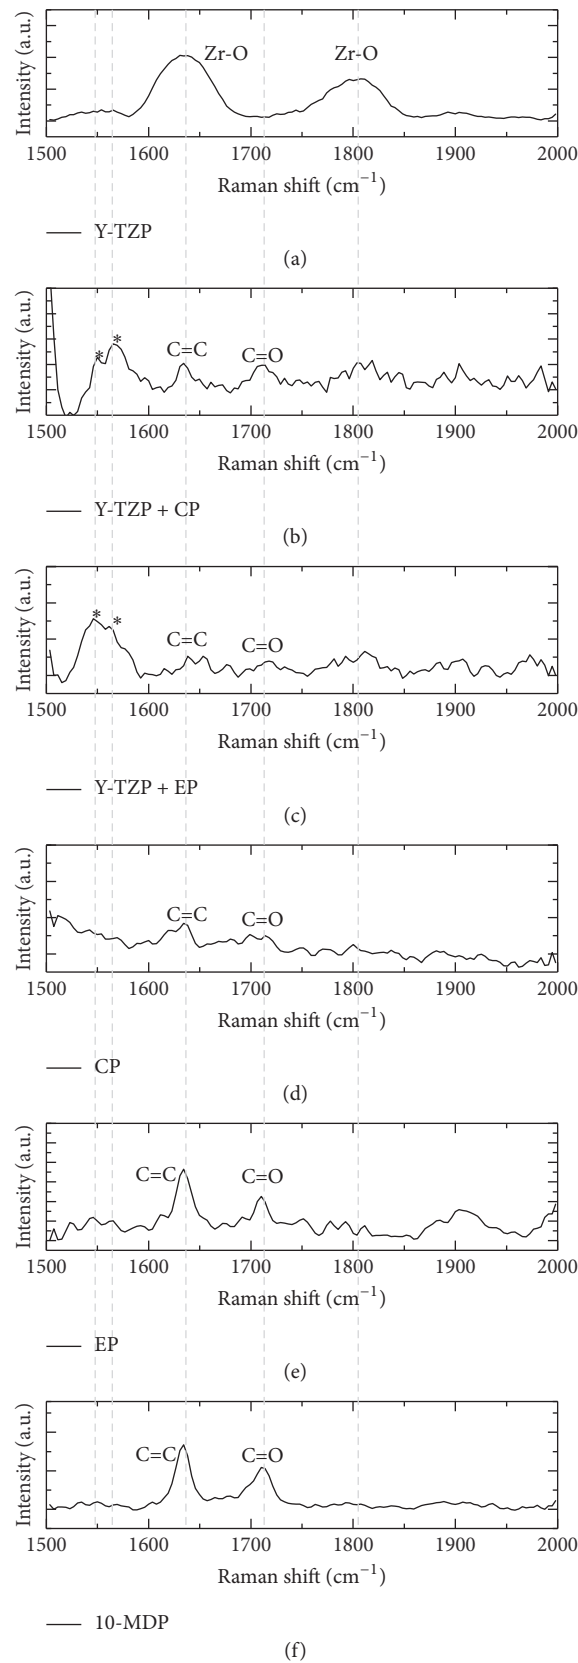 Intensity (a.u.)
Zr-O Zr-O
1500 1600 1700 1800 1900 2000
Raman shift (cm⁻¹)
Y-TZP
(a)
Intensity (a.u.)
* *
C=C C=O
1500 1600 1700 1800 1900 2000
Raman shift (cm⁻¹)
Y-TZP + CP
(b)
Intensity (a.u.)
* *
C=C C=O
1500 1600 1700 1800 1900 2000
Raman shift (cm⁻¹)
Y-TZP + EP
(c)
Intensity (a.u.)
C=C C=O
1500 1600 1700 1800 1900 2000
Raman shift (cm⁻¹)
CP
(d)
Intensity (a.u.)
C=C C=O
1500 1600 1700 1800 1900 2000
Raman shift (cm⁻¹)
EP
(e)
Intensity (a.u.)
C=C C=O
1500 1600 1700 1800 1900 2000
Raman shift (cm⁻¹)
10-MDP
(f)